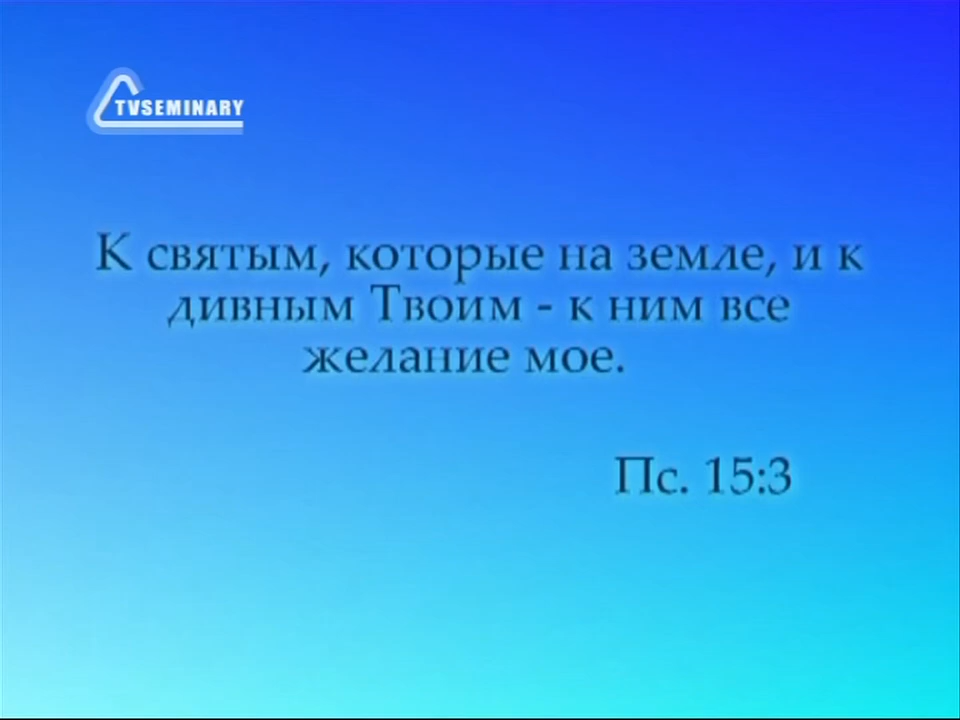 TVSEMINARY
К святым, которые на земле, и к
дивным Твоим - к ним все
желание мое.
Пс. 15:3